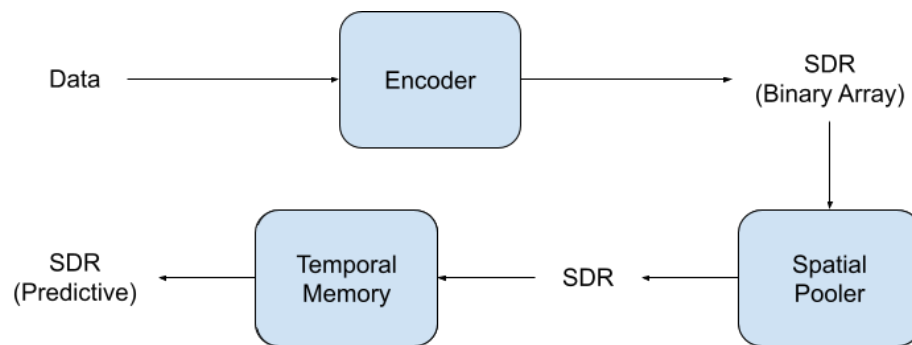 Data
Encoder
SDR
(Binary Array)
SDR
(Predictive)
Temporal
Memory
SDR
Spatial
Pooler